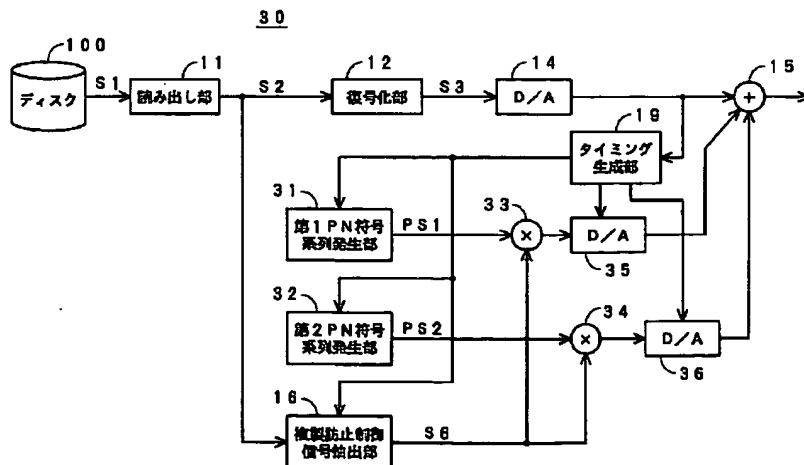 30
100
ディスク
S1
11
読み出し部
S2
12
復号化部
S3
14
D/A
15
+
19
タイミング
生成部
31
第1PN符号
系列発生部
PS1
33
×
D/A
35
32
第2PN符号
系列発生部
PS2
34
×
D/A
36
16
複製防止制御
信号抽出部
S6